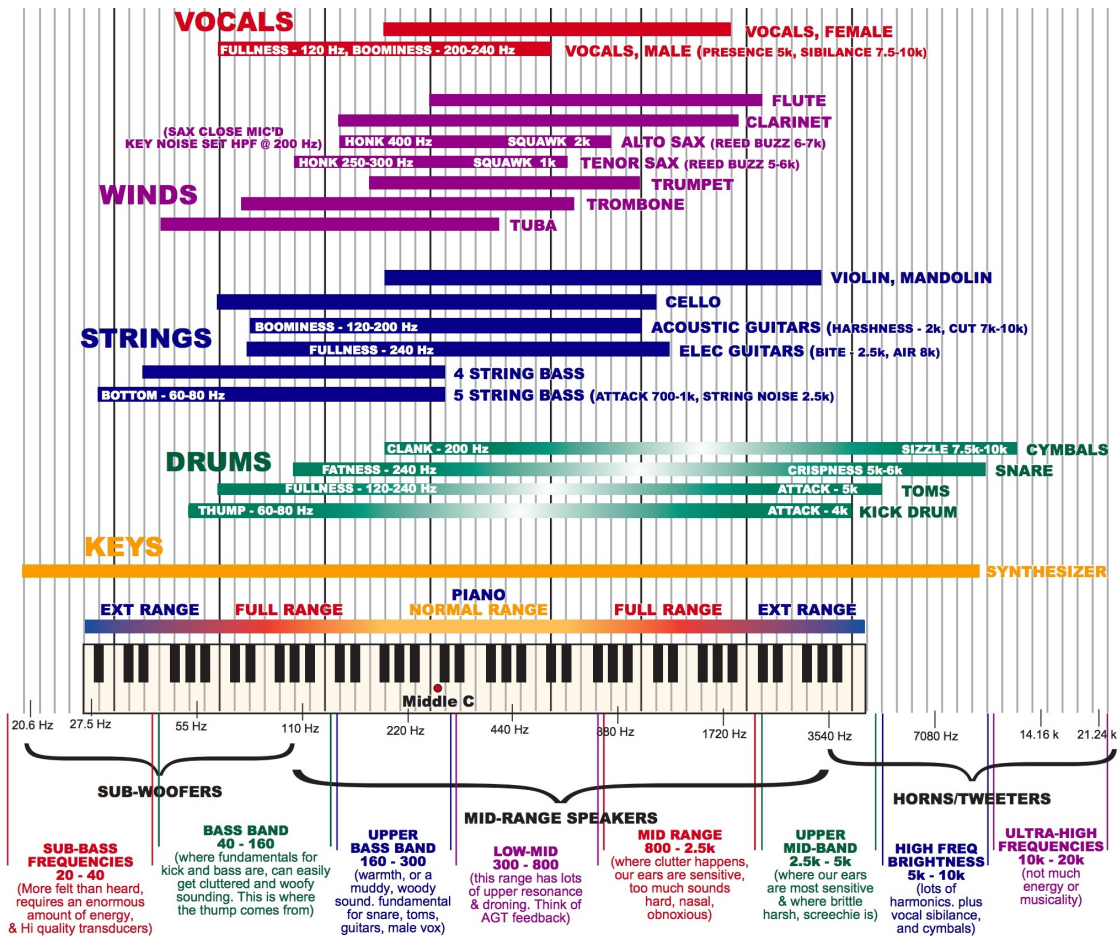 VOCALS
VOCALS, FEMALE
FULLNESS - 120 Hz, BOOMINESS - 200-240 Hz
VOCALS, MALE (PRESENCE 5k, SIBILANCE 7.5-10k)
FLUTE
CLARINET
(SAX CLOSE MIC'D
KEY NOISE SET HPF @ 200 Hz)
HONK 400 Hz SQUAWK 2k
ALTO SAX (REED BUZZ 6-7k)
HONK 250-300 Hz SQUAWK 1k
TENOR SAX (REED BUZZ 5-6k)
WINDS
TRUMPET
TROMBONE
TUBA
VIOLIN, MANDOLIN
CELLO
STRINGS
BOOMINESS - 120-200 Hz
ACOUSTIC GUITARS (HARSHNESS - 2k, CUT 7k-10k)
FULLNESS - 240 Hz
ELEC GUITARS (BITE - 2.5k, AIR 8k)
4 STRING BASS
BOTTOM - 60-80 Hz
5 STRING BASS (ATTACK 700-1k, STRING NOISE 2.5k)
DRUMS
CLANK - 200 Hz SIZZLE 7.5k-10k
CYMBALS
FATNESS - 240 Hz CRISPNESS 5k-6k
SNARE
FULLNESS - 120-240 Hz ATTACK - 5k
TOMS
THUMP - 60-80 Hz ATTACK - 4k
KICK DRUM
KEYS
SYNTHESIZER
PIANO
EXT RANGE FULL RANGE NORMAL RANGE FULL RANGE EXT RANGE
Middle C
20.6 Hz 27.5 Hz 55 Hz 110 Hz 220 Hz 440 Hz 880 Hz 1720 Hz 3540 Hz 7080 Hz 14.16 k 21.24 k
SUB-WOOFERS
MID-RANGE SPEAKERS
HORNS/TWEETERS
SUB-BASS
FREQUENCIES
20 - 40
(More felt than heard,
requires an enormous
amount of energy,
& Hi quality transducers)
BASS BAND
40 - 160
(where fundamentals for
kick and bass are, can easily
get cluttered and woofy
sounding. This is where
the thump comes from)
UPPER
BASS BAND
160 - 300
(warmth, or a
muddy, woody
sound. fundamental
for snare, toms,
guitars, male vox)
LOW-MID
300 - 800
(this range has lots
of upper resonance
& droning. Think of
AGT feedback)
MID RANGE
800 - 2.5k
(where clutter happens,
our ears are sensitive,
too much sounds
hard, nasal,
obnoxious)
UPPER
MID-BAND
2.5k - 5k
(where our ears
are most sensitive
& where brittle
harsh, screechie is)
HIGH FREQ
BRIGHTNESS
5k - 10k
(lots of
harmonics. plus
vocal sibilance,
and cymbals)
ULTRA-HIGH
FREQUENCIES
10k - 20k
(not much
energy or
musicality)